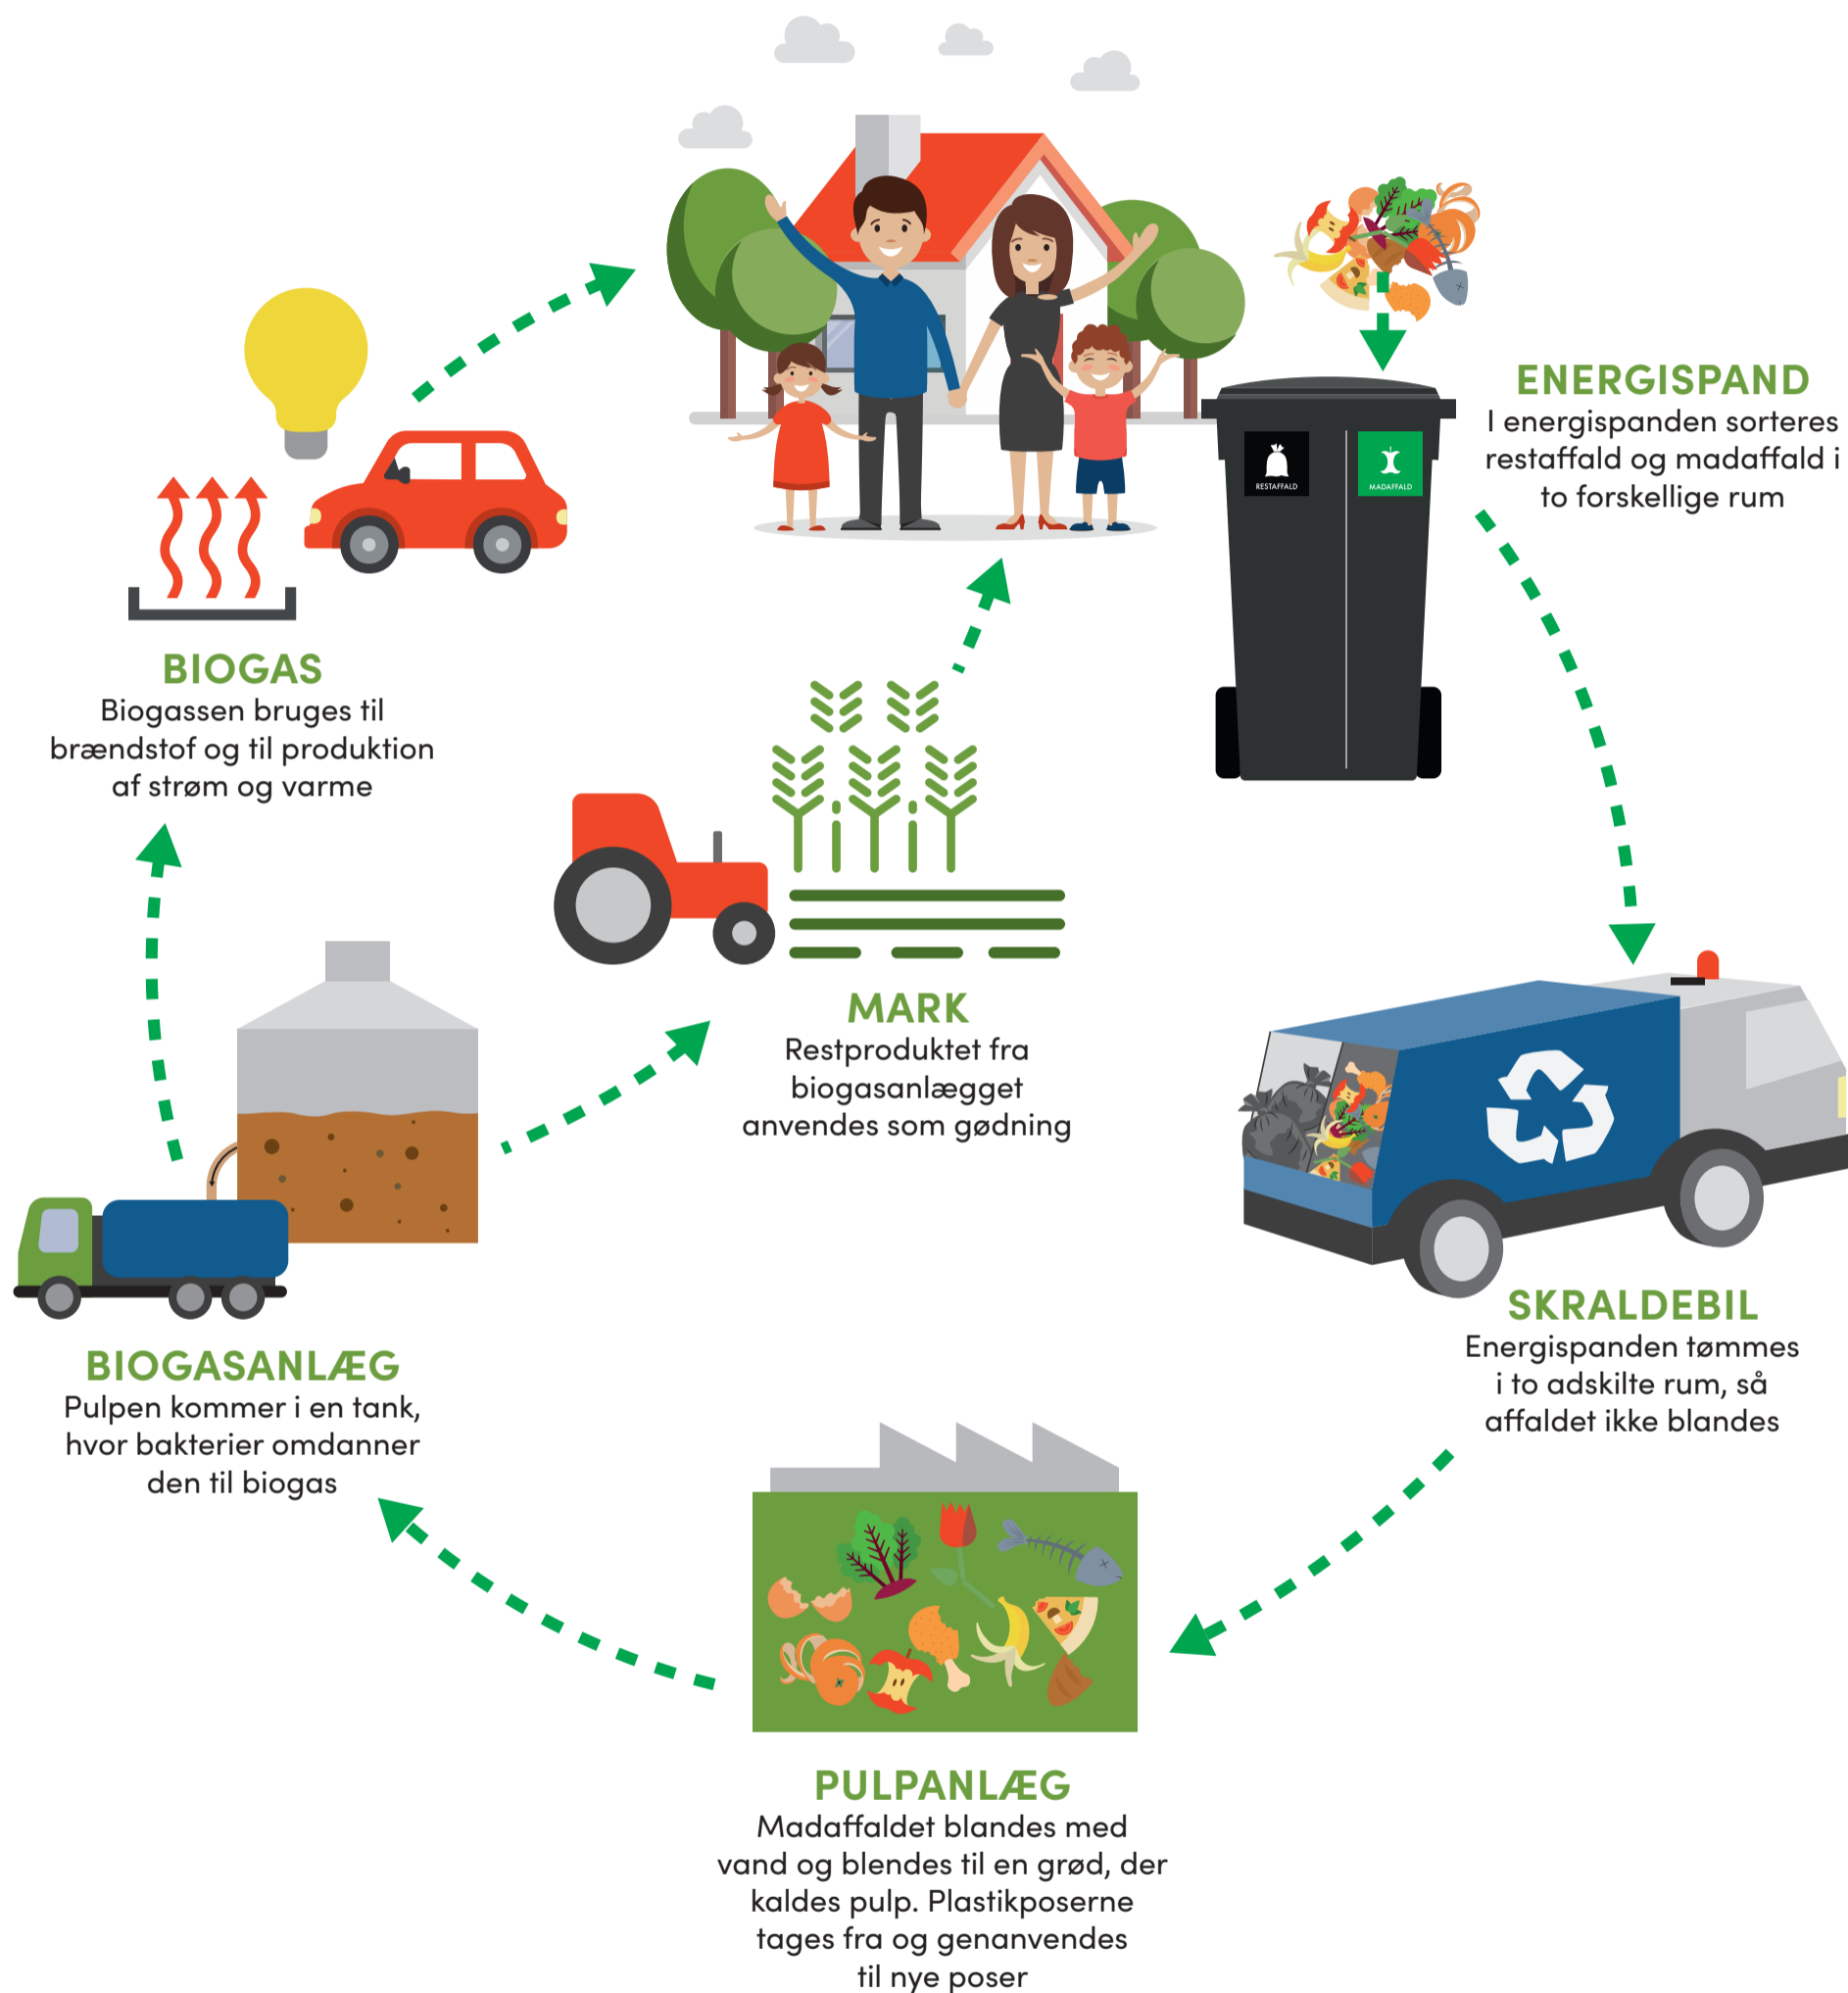 ENERGISPAND
I energispanden sorteres
restaffald og madaffald i
to forskellige rum
RESTAFFALD
MADAFFALD
BIOGAS
Biogassen bruges til
brændstof og til produktion
af strøm og varme
MARK
Restproduktet fra
biogasanlægget
anvendes som gødning
SKRALDEBIL
Energispanden tømmes
i to adskilte rum, så
affaldet ikke blandes
BIOGASANLÆG
Pulpen kommer i en tank,
hvor bakterier omdanner
den til biogas
PULPANLÆG
Madaffaldet blandes med
vand og blendes til en grød, der
kaldes pulp. Plastikposerne
tages fra og genanvendes
til nye poser